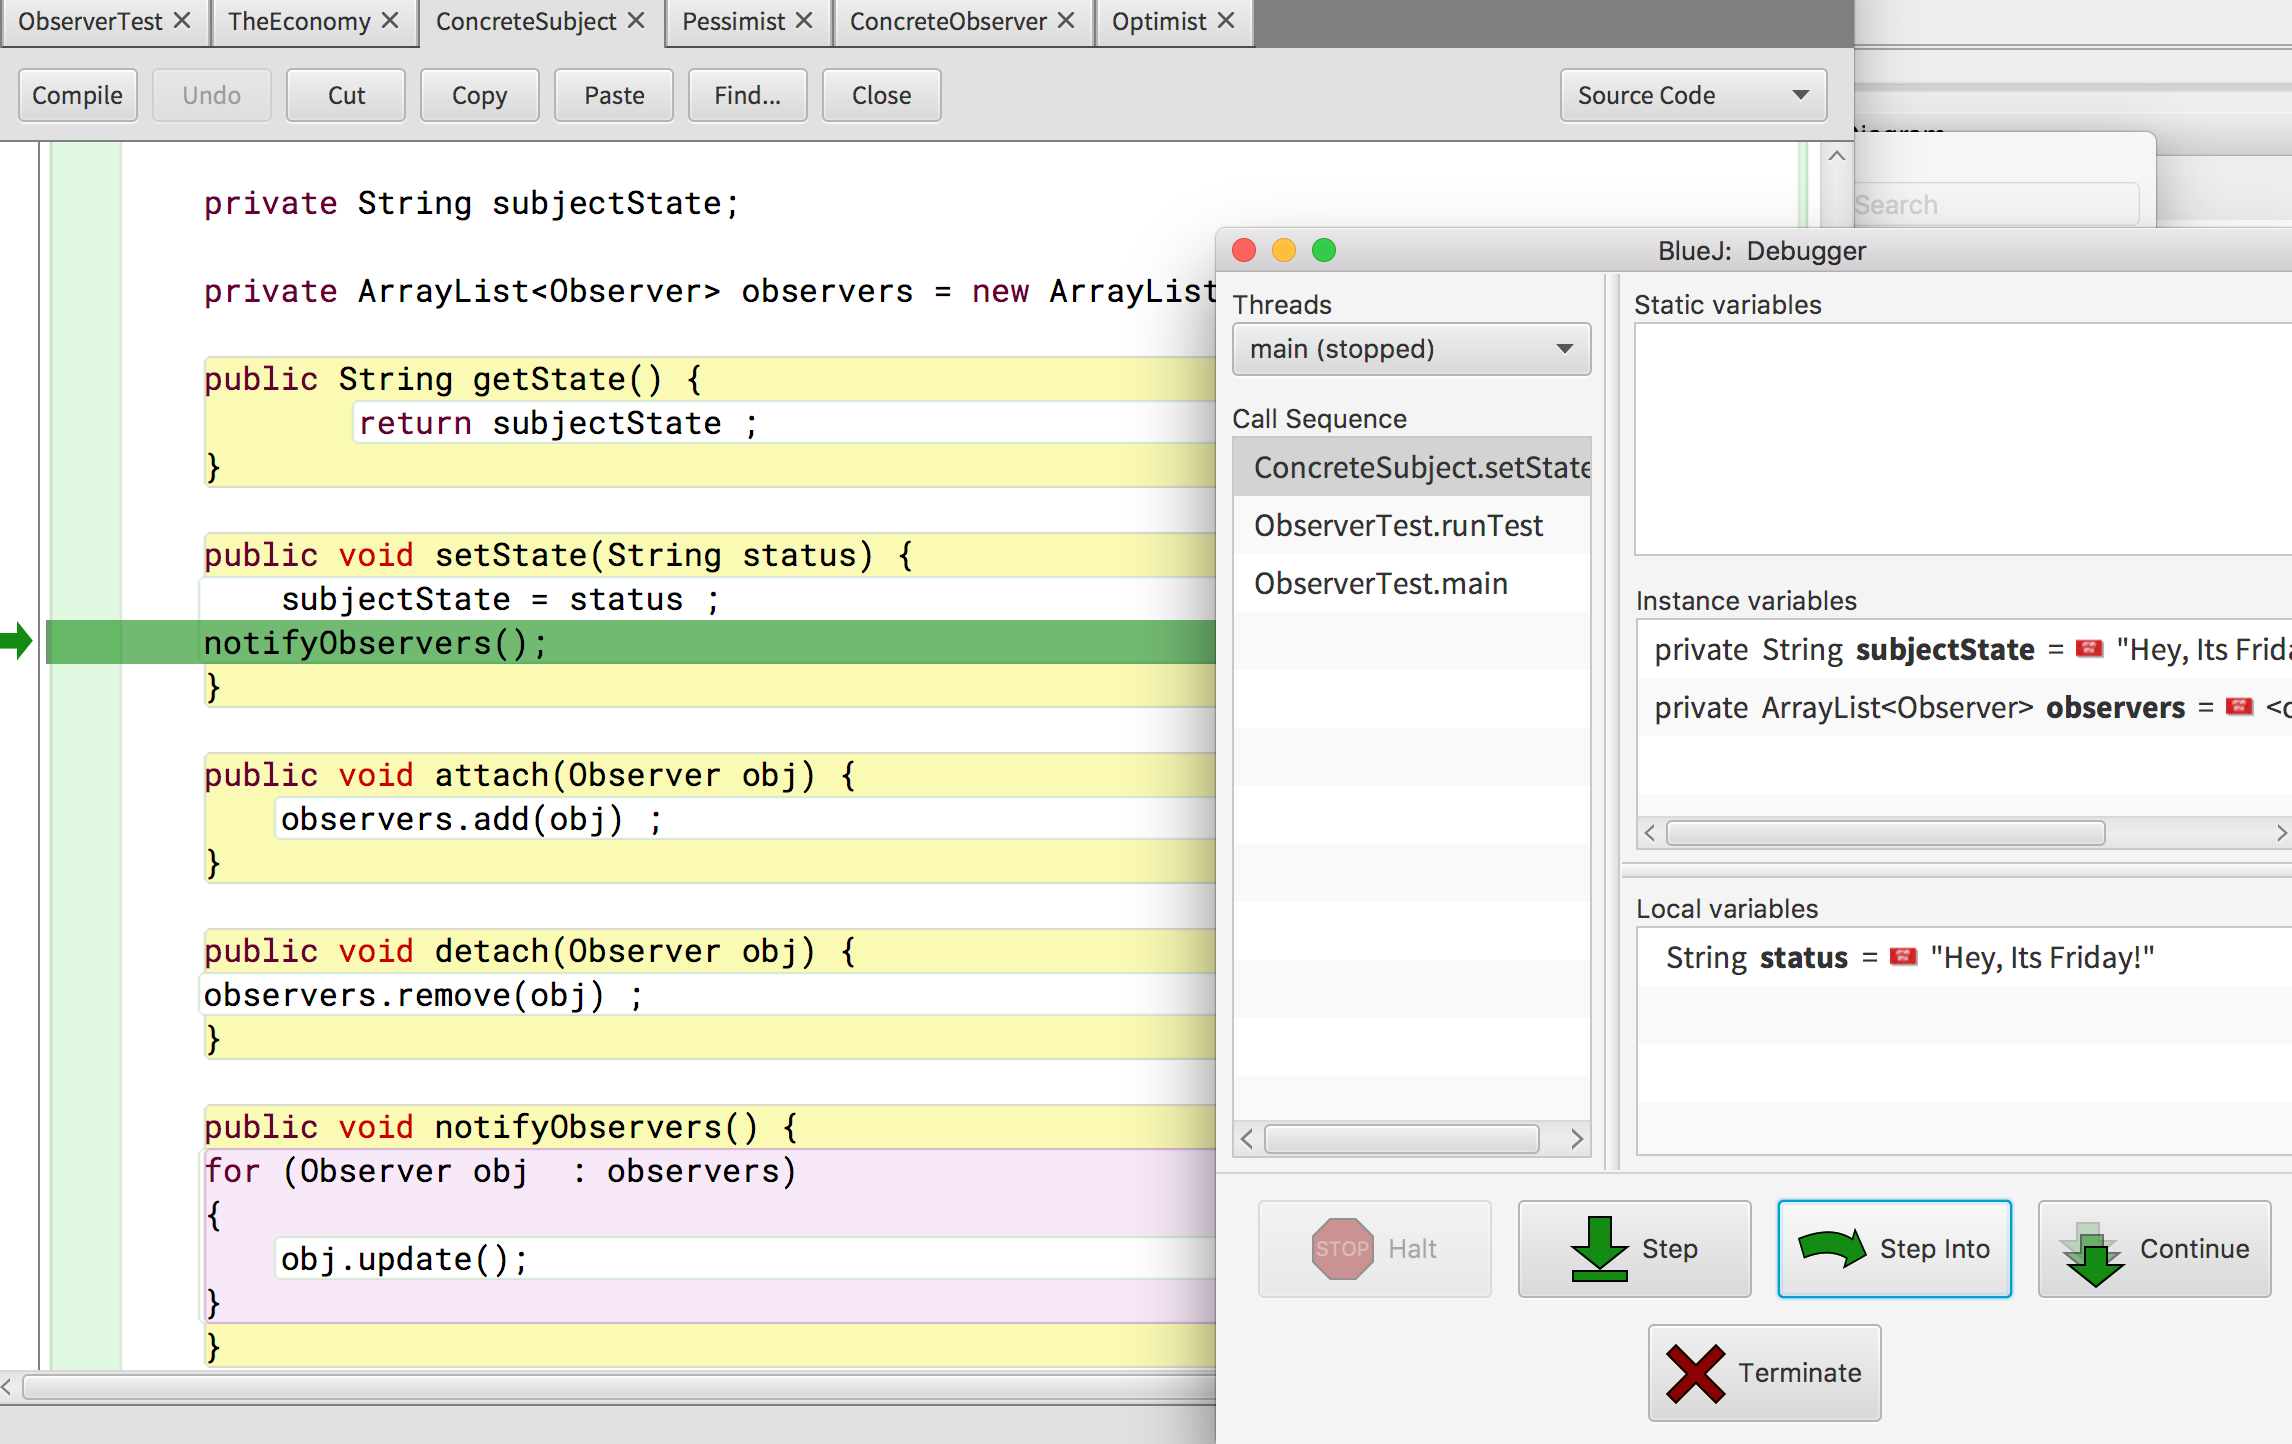 ObserverTest TheEconomy ConcreteSubject Pessimist ConcreteObserver Optimist
Compile Undo Cut Copy Paste Find... Close Source Code
Diagram
Search
private String subjectState;
private ArrayList<Observer> observers = new ArrayList
public String getState() {
return subjectState ;
}
public void setState(String status) {
subjectState = status ;
notifyObservers();
}
public void attach(Observer obj) {
observers.add(obj) ;
}
public void detach(Observer obj) {
observers.remove(obj) ;
}
public void notifyObservers() {
for (Observer obj  : observers)
{
obj.update();
}
}
BlueJ: Debugger
Threads
main (stopped)
Call Sequence
ConcreteSubject.setState
ObserverTest.runTest
ObserverTest.main
Static variables
Instance variables
private String subjectState = "Hey, Its Frida
private ArrayList<Observer> observers = <o
Local variables
String status = "Hey, Its Friday!"
STOP Halt
Step
Step Into
Continue
Terminate